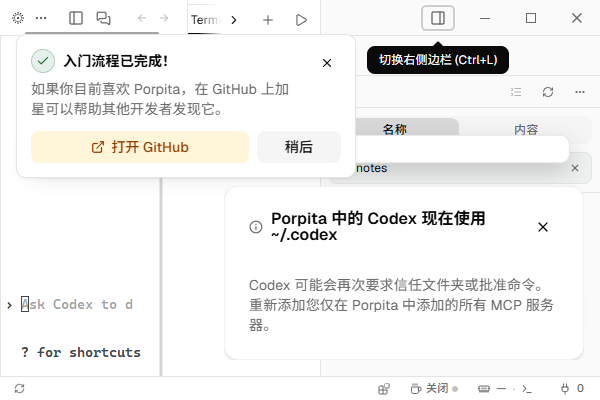 Term
切换右侧边栏 (Ctrl+L)
入门流程已完成！
如果你目前喜欢 Porpita，在 GitHub 上加
星可以帮助其他开发者发现它。
打开 GitHub
稍后
名称
内容
notes
Porpita 中的 Codex 现在使用
~/.codex
Codex 可能会再次要求信任文件夹或批准命令。
重新添加您仅在 Porpita 中添加的所有 MCP 服务
器。
› Ask Codex to d
? for shortcuts
关闭
0